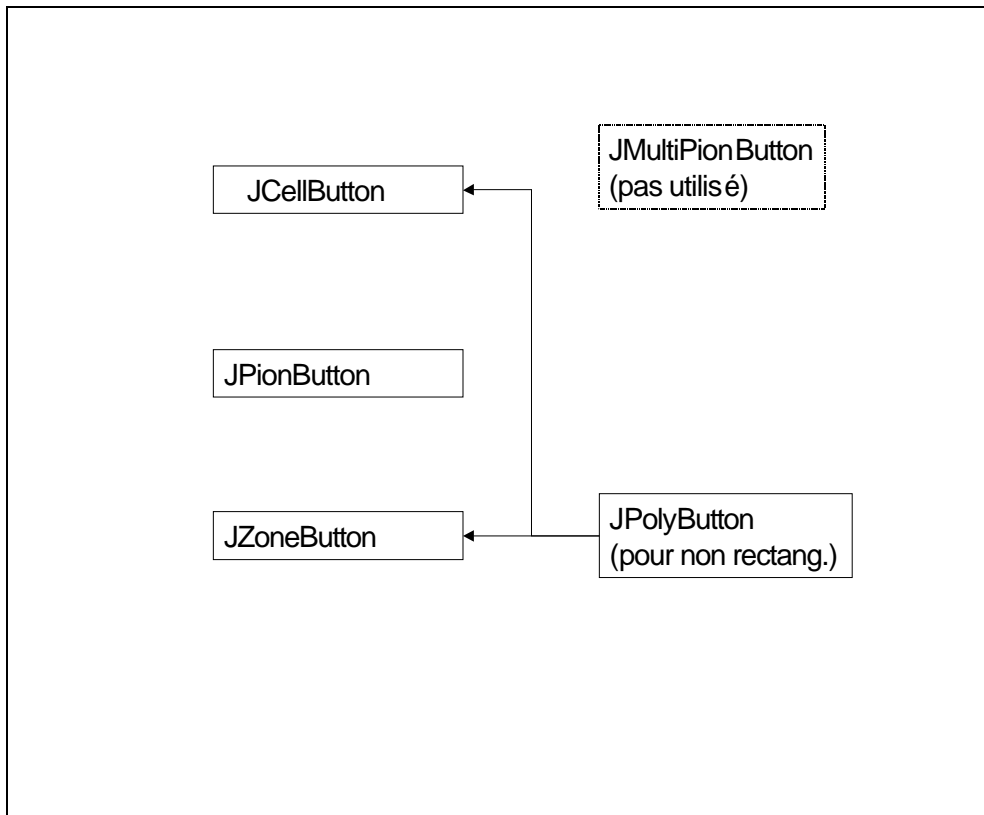 JMultiPionButton
(pas utilisé)
JCellButton
JPionButton
JZoneButton
JPolyButton
(pour non rectang.)